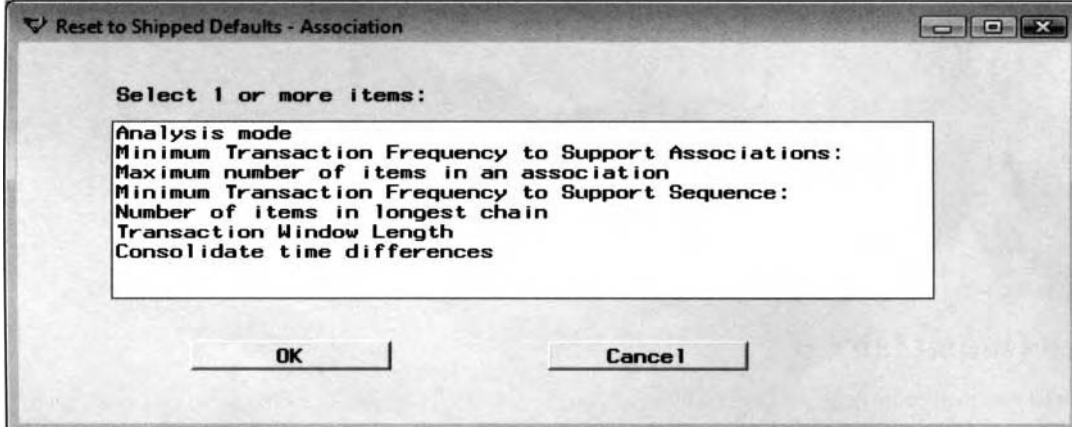 Reset to Shipped Defaults - Association
Select 1 or more items:
Analysis mode
Minimum Transaction Frequency to Support Associations:
Maximum number of items in an association
Minimum Transaction Frequency to Support Sequence:
Number of items in longest chain
Transaction Window Length
Consolidate time differences
OK
Cancel